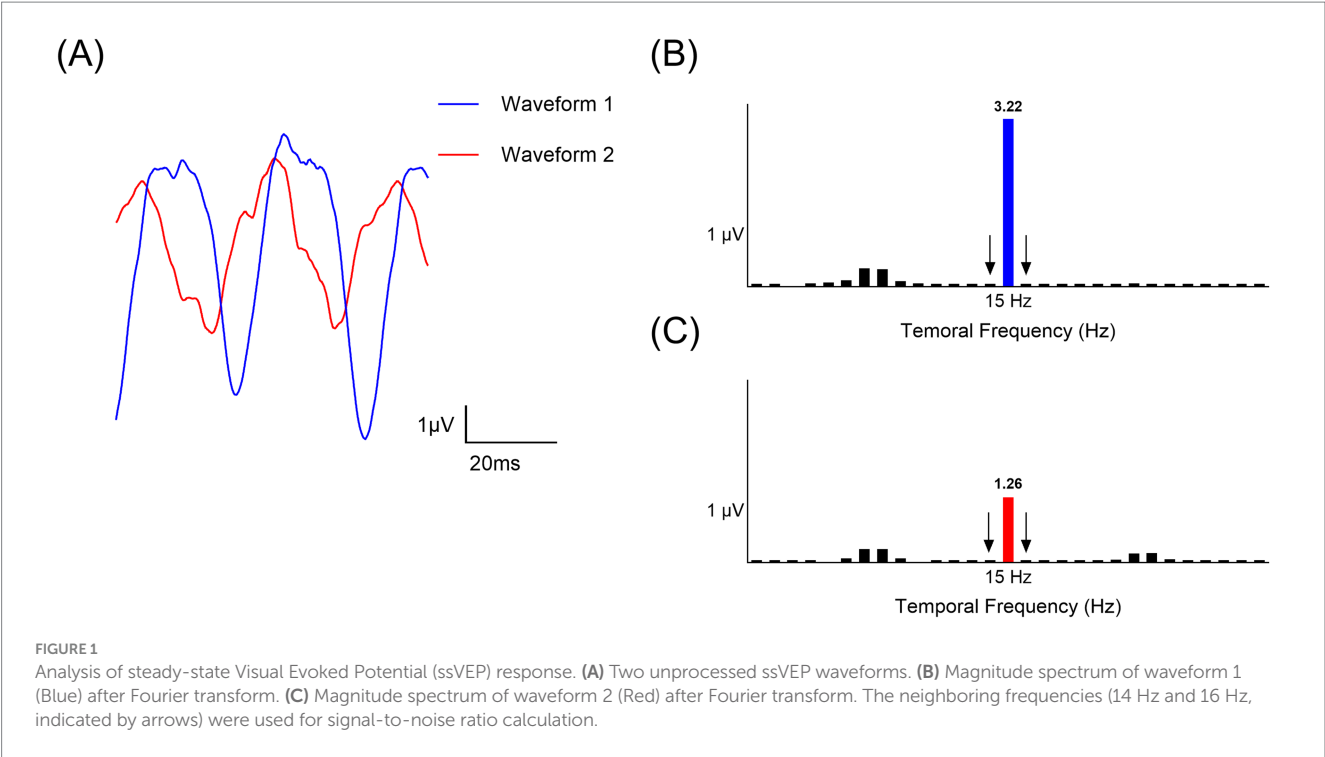 (A)
Waveform 1
Waveform 2
1µV
20ms
(B)
3.22
1 µV
15 Hz
Temoral Frequency (Hz)
(C)
1.26
1 µV
15 Hz
Temporal Frequency (Hz)
FIGURE 1
Analysis of steady-state Visual Evoked Potential (ssVEP) response. (A) Two unprocessed ssVEP waveforms. (B) Magnitude spectrum of waveform 1
(Blue) after Fourier transform. (C) Magnitude spectrum of waveform 2 (Red) after Fourier transform. The neighboring frequencies (14 Hz and 16 Hz,
indicated by arrows) were used for signal-to-noise ratio calculation.